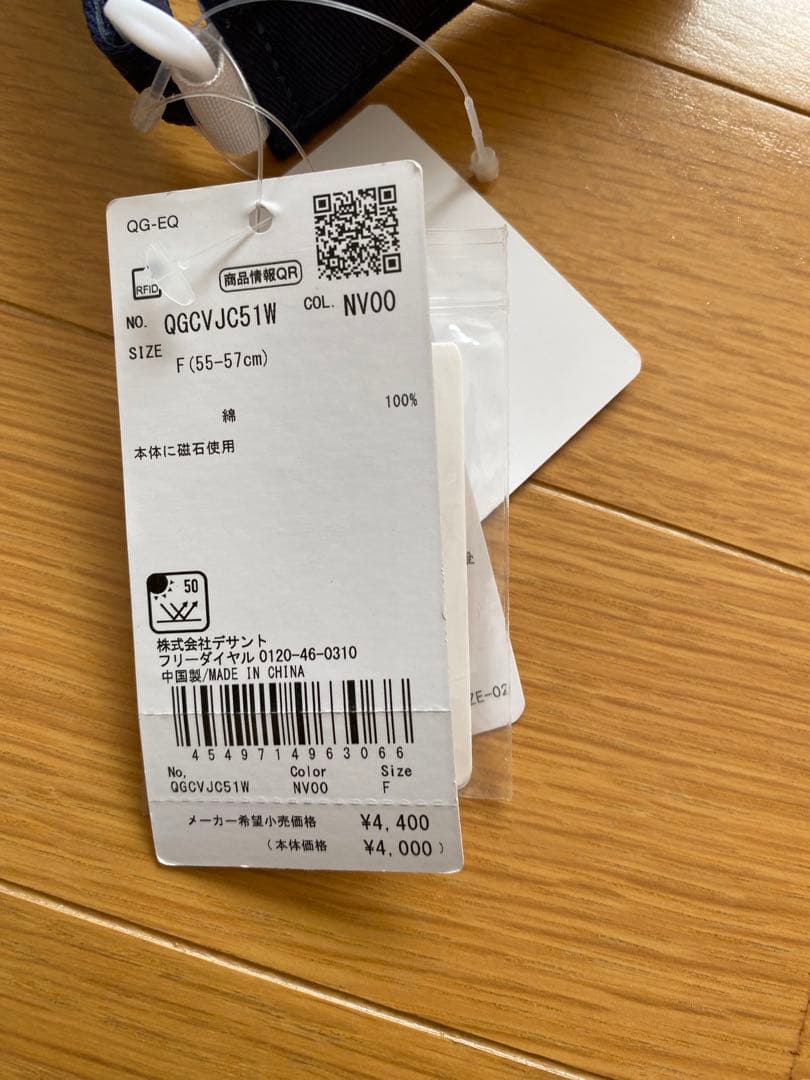 QG-EQ
RFID
商品情報QR
NO. QGCVJC51W COL. NV00
SIZE F(55-57cm)
綿 100%
本体に磁石使用
50
株式会社デサント
フリーダイヤル 0120-46-0310
中国製/MADE IN CHINA
4549714963066
No, Color Size
QGCVJC51W NV00 F
メーカー希望小売価格 ¥4,400
(本体価格 ¥4,000)
ZE-02